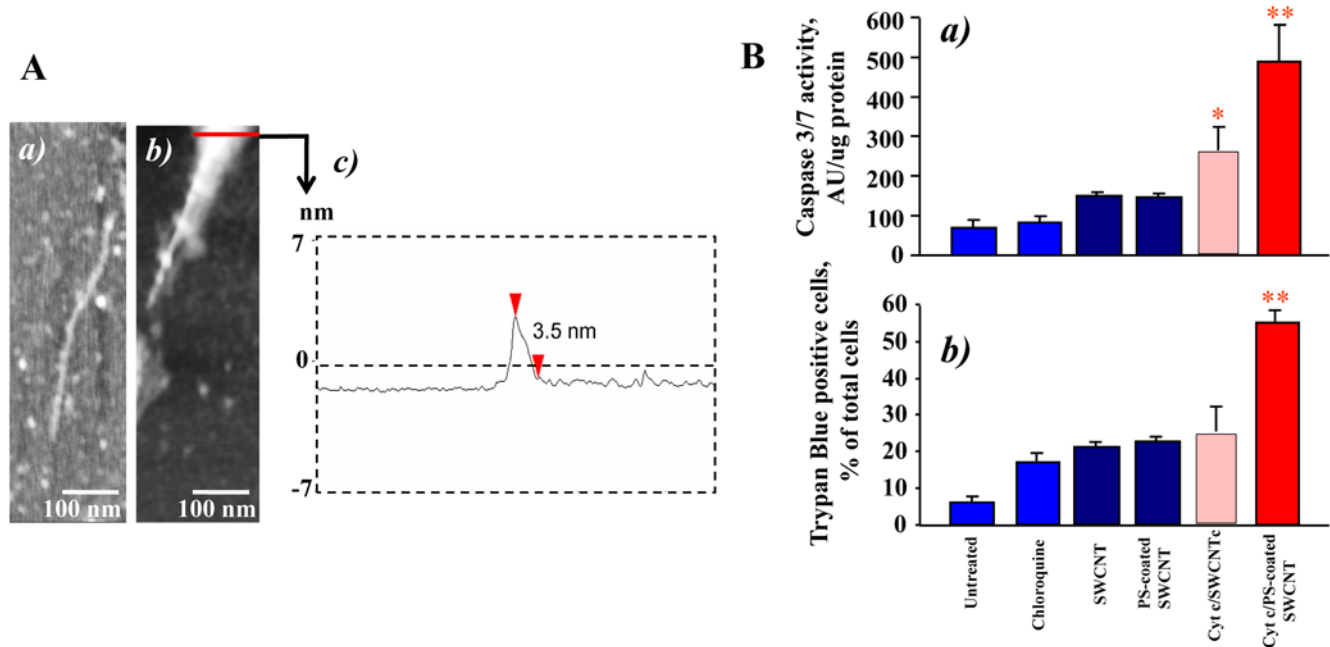 A
a)
b)
c)
nm
7
0
-7
3.5 nm
100 nm
100 nm
B
a)
Caspase 3/7 activity,
AU/ug protein
600
500
400
300
200
100
0
*
**
b)
Trypan Blue positive cells,
% of total cells
60
50
40
30
20
10
0
**
Untreated
Chloroquine
SWCNT
PS-coated
SWCNT
Cyt c/SWCNTc
Cyt c/PS-coated
SWCNT